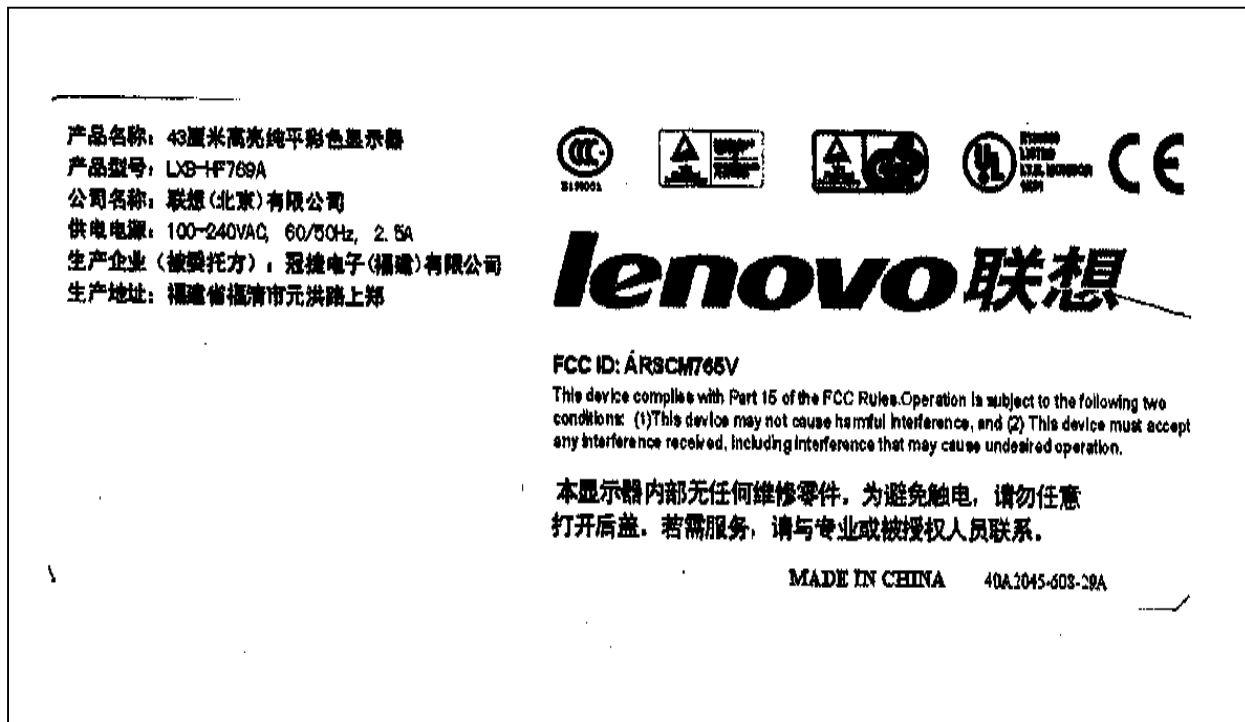 产品名称：43厘米高亮纯平彩色显示器
产品型号：LXB-HF769A
公司名称：联想(北京)有限公司
供电电源：100-240VAC, 60/50Hz, 2.5A
生产企业（被委托方）：冠捷电子(福建)有限公司
生产地址：福建省福清市元洪路上郑
CCC
UL
LISTED
I.T.E. MONITOR
CE
lenovo联想
FCC ID: ARSCM765V
This device complies with Part 15 of the FCC Rules.Operation is subject to the following two
conditions: (1)This device may not cause harmful interference, and (2) This device must accept
any interference received, including interference that may cause undesired operation.
本显示器内部无任何维修零件．为避免触电，请勿任意
打开后盖．若需服务，请与专业或被授权人员联系．
MADE IN CHINA 40A2045-608-29A